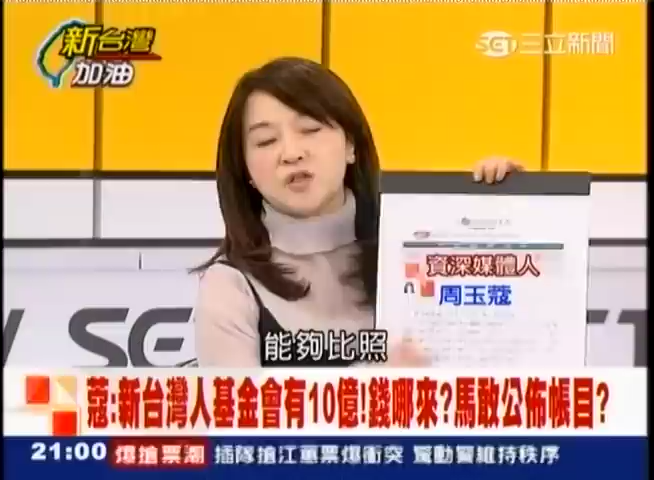 新台灣
加油
SET三立新聞
資深媒體人
周玉蔻
能夠比照
蔻:新台灣人基金會有10億!錢哪來?馬敢公佈帳目?
21:00 爆搶票潮 插隊搶江蕙票爆衝突 驚動警維持秩序